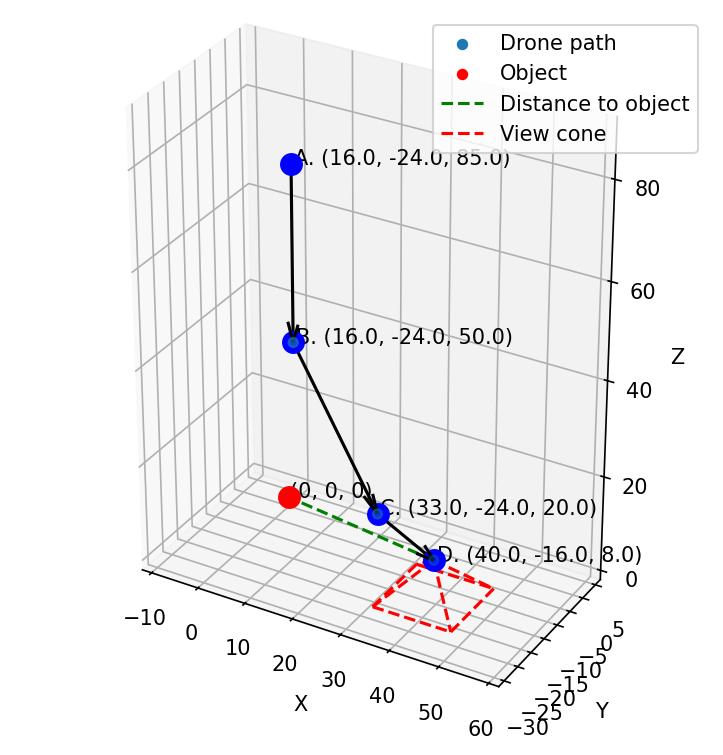 Drone path
Object
Distance to object
View cone
A. (16.0, -24.0, 85.0)
B. (16.0, -24.0, 50.0)
(0, 0, 0)
C. (33.0, -24.0, 20.0)
D. (40.0, -16.0, 8.0)
80
60
40
20
0
Z
−10
0
10
20
30
40
50
60
X
−30
−25
−20
−15
−10
−5
0
5
Y